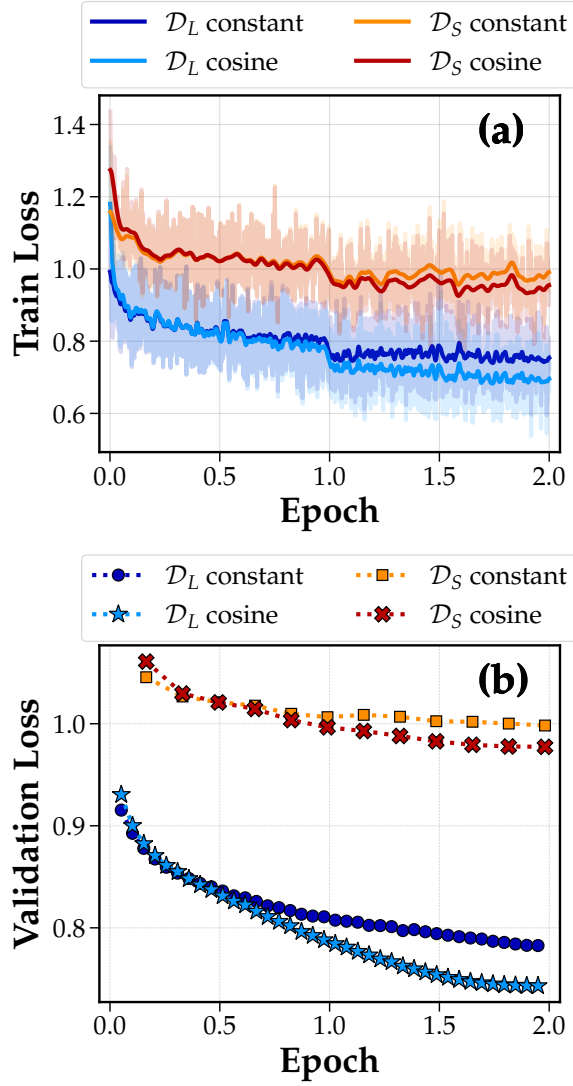 𝒟_L constant 𝒟_S constant
𝒟_L cosine 𝒟_S cosine
(a)
Train Loss
1.4
1.2
1.0
0.8
0.6
0.0 0.5 1.0 1.5 2.0
Epoch
𝒟_L constant 𝒟_S constant
𝒟_L cosine 𝒟_S cosine
(b)
Validation Loss
1.0
0.9
0.8
0.0 0.5 1.0 1.5 2.0
Epoch